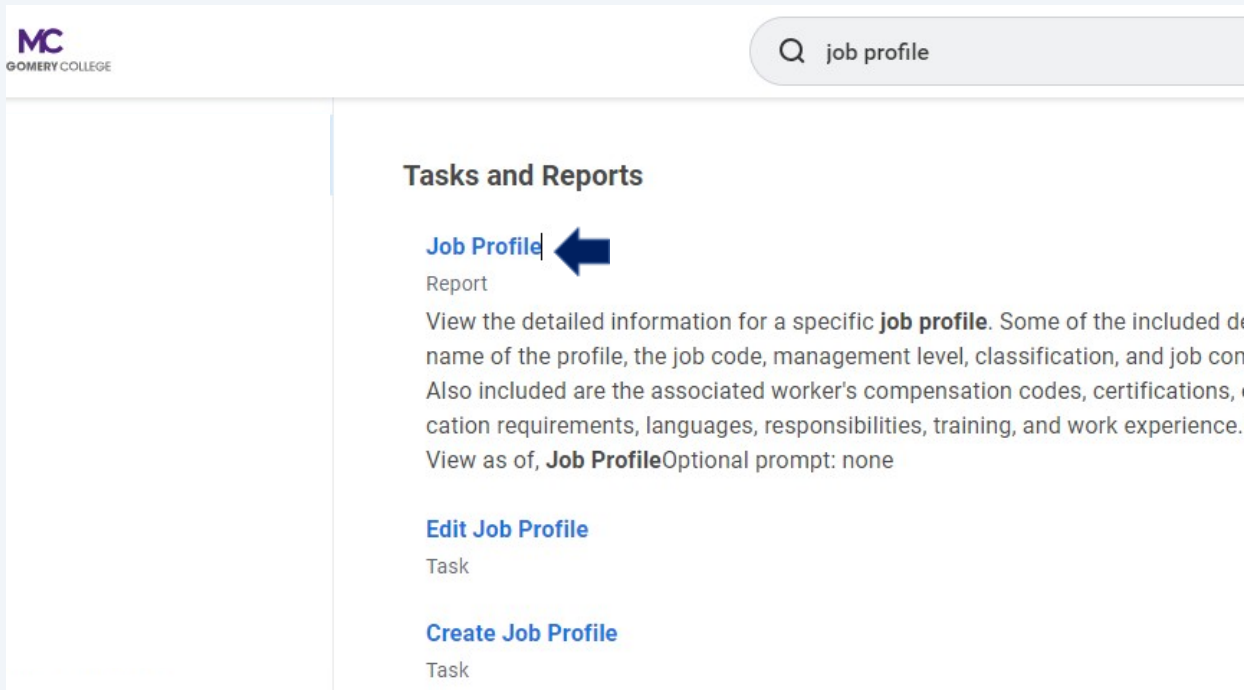 MC
GOMERY COLLEGE
job profile
Tasks and Reports
Job Profile
Report
View the detailed information for a specific job profile. Some of the included
name of the profile, the job code, management level, classification, and job
Also included are the associated worker's compensation codes, certifications,
cation requirements, languages, responsibilities, training, and work experience.
View as of, Job ProfileOptional prompt: none
Edit Job Profile
Task
Create Job Profile
Task